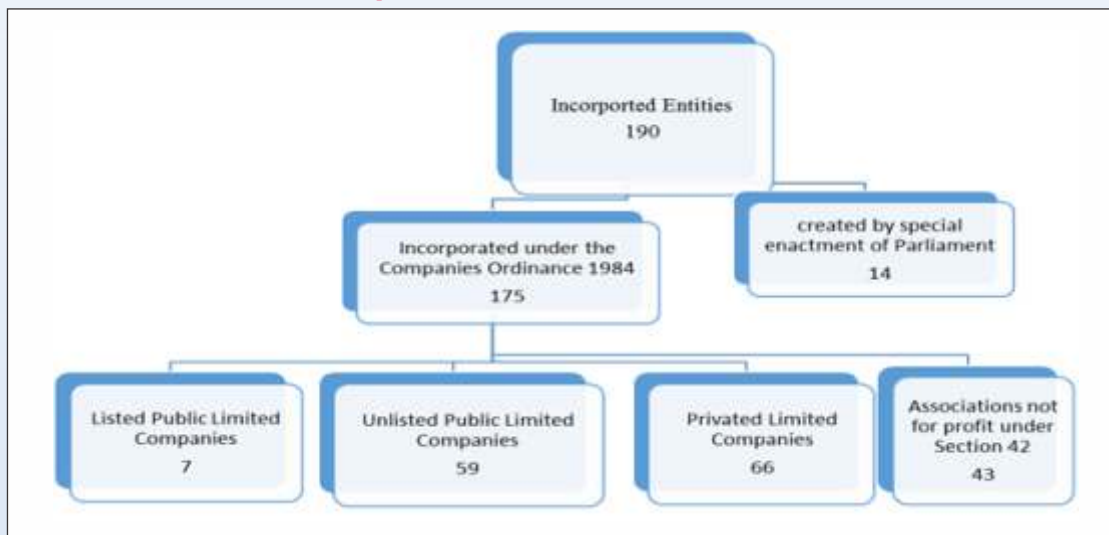 Incorported Entities
190
created by special
enactment of Parliament
14
Incorporated under the
Companies Ordinance 1984
175
Listed Public Limited
Companies
7
Unlisted Public Limited
Companies
59
Privated Limited
Companies
66
Associations not
for profit under
Section 42
43